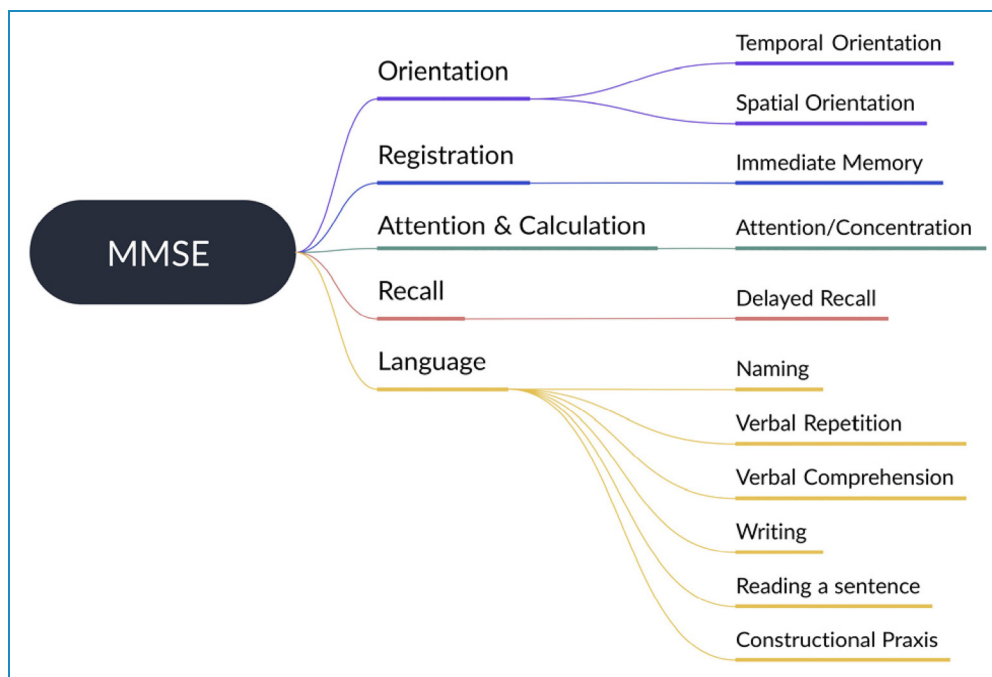 MMSE
Orientation
Temporal Orientation
Spatial Orientation
Registration
Immediate Memory
Attention & Calculation
Attention/Concentration
Recall
Delayed Recall
Language
Naming
Verbal Repetition
Verbal Comprehension
Writing
Reading a sentence
Constructional Praxis